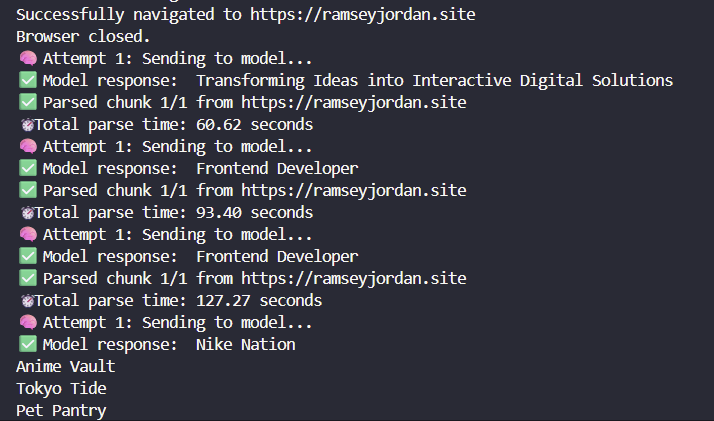 Successfully navigated to https://ramseyjordan.site
Browser closed.
🧠 Attempt 1: Sending to model...
✅ Model response:  Transforming Ideas into Interactive Digital Solutions
✅ Parsed chunk 1/1 from https://ramseyjordan.site
⏱Total parse time: 60.62 seconds
🧠 Attempt 1: Sending to model...
✅ Model response:  Frontend Developer
✅ Parsed chunk 1/1 from https://ramseyjordan.site
⏱Total parse time: 93.40 seconds
🧠 Attempt 1: Sending to model...
✅ Model response:  Frontend Developer
✅ Parsed chunk 1/1 from https://ramseyjordan.site
⏱Total parse time: 127.27 seconds
🧠 Attempt 1: Sending to model...
✅ Model response:  Nike Nation
Anime Vault
Tokyo Tide
Pet Pantry